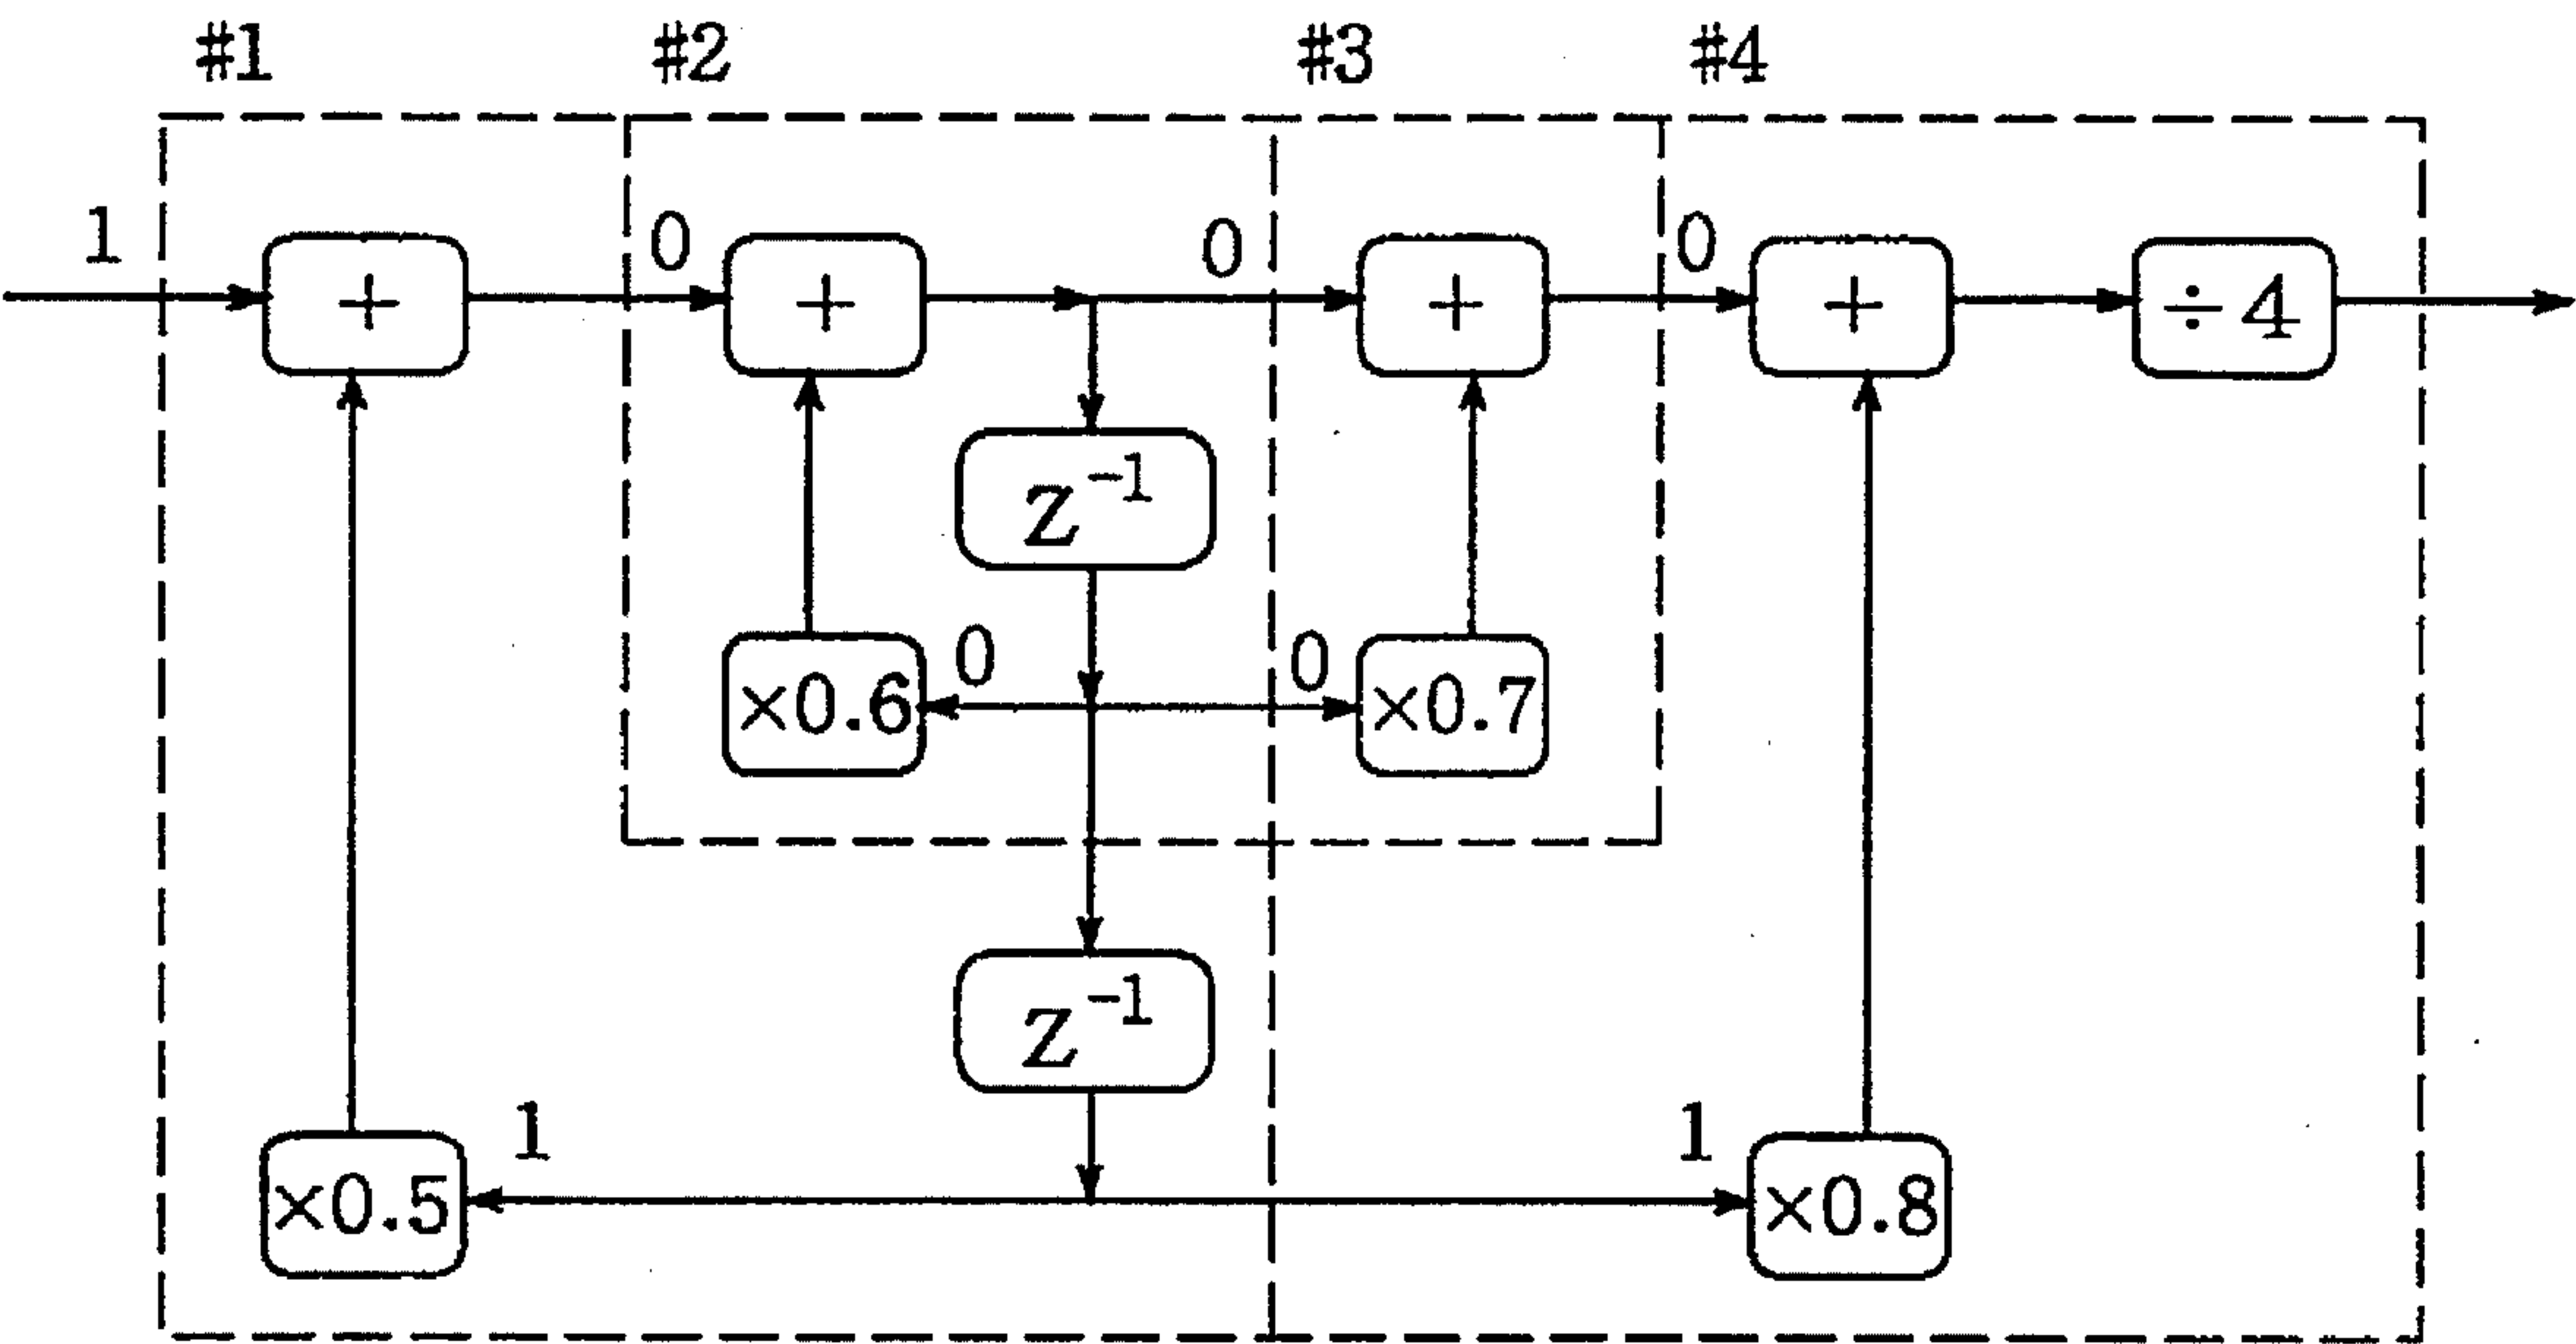 #1 #2 #3 #4
1 0 0 0
+ + + + ÷4
z⁻¹
0 0
×0.6 ×0.7
z⁻¹
1 1
×0.5 ×0.8